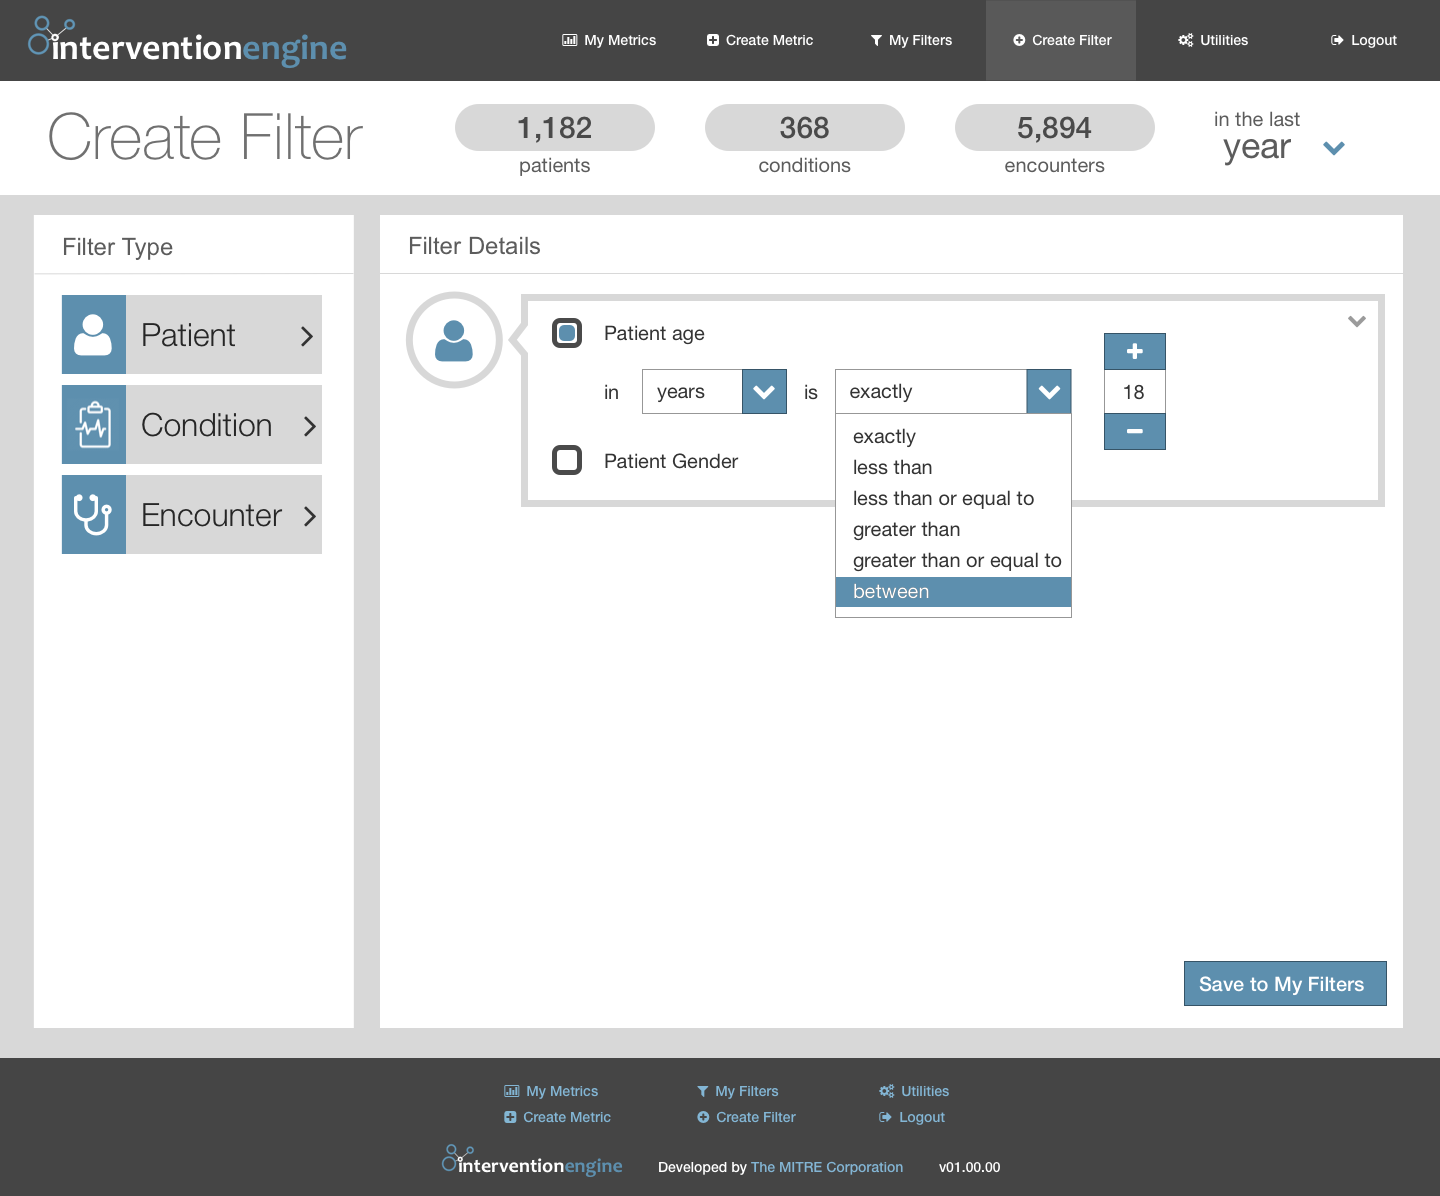 interventionengine
My Metrics
Create Metric
My Filters
Create Filter
Utilities
Logout
Create Filter
1,182
patients
368
conditions
5,894
encounters
in the last
year
Filter Type
Patient
Condition
Encounter
Filter Details
Patient age
in years is exactly 18
exactly
less than
less than or equal to
greater than
greater than or equal to
between
Patient Gender
Save to My Filters
My Metrics
My Filters
Utilities
Create Metric
Create Filter
Logout
interventionengine
Developed by The MITRE Corporation
v01.00.00